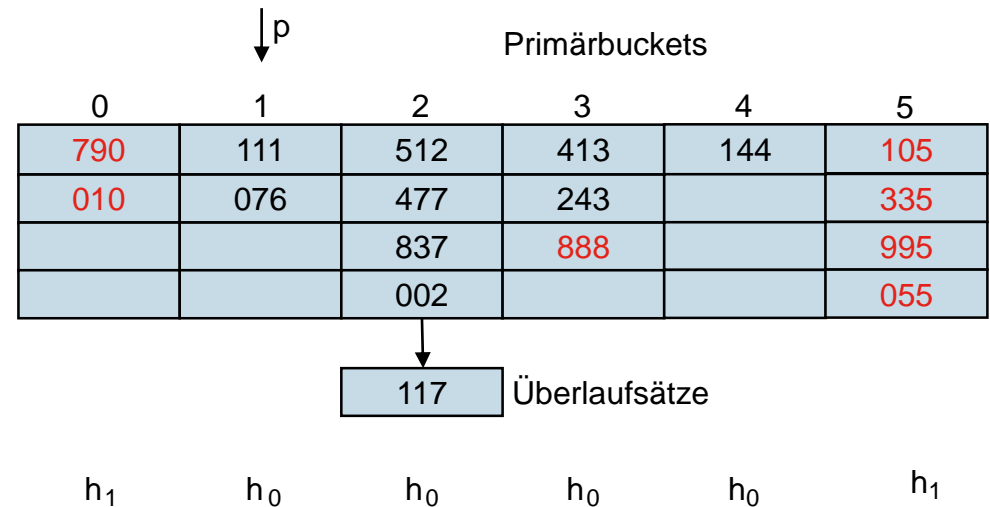 p
Primärbuckets
0 1 2 3 4 5
790 111 512 413 144 105
010 076 477 243 335
837 888 995
002 055
117 Überlaufsätze
h1 h0 h0 h0 h0 h1